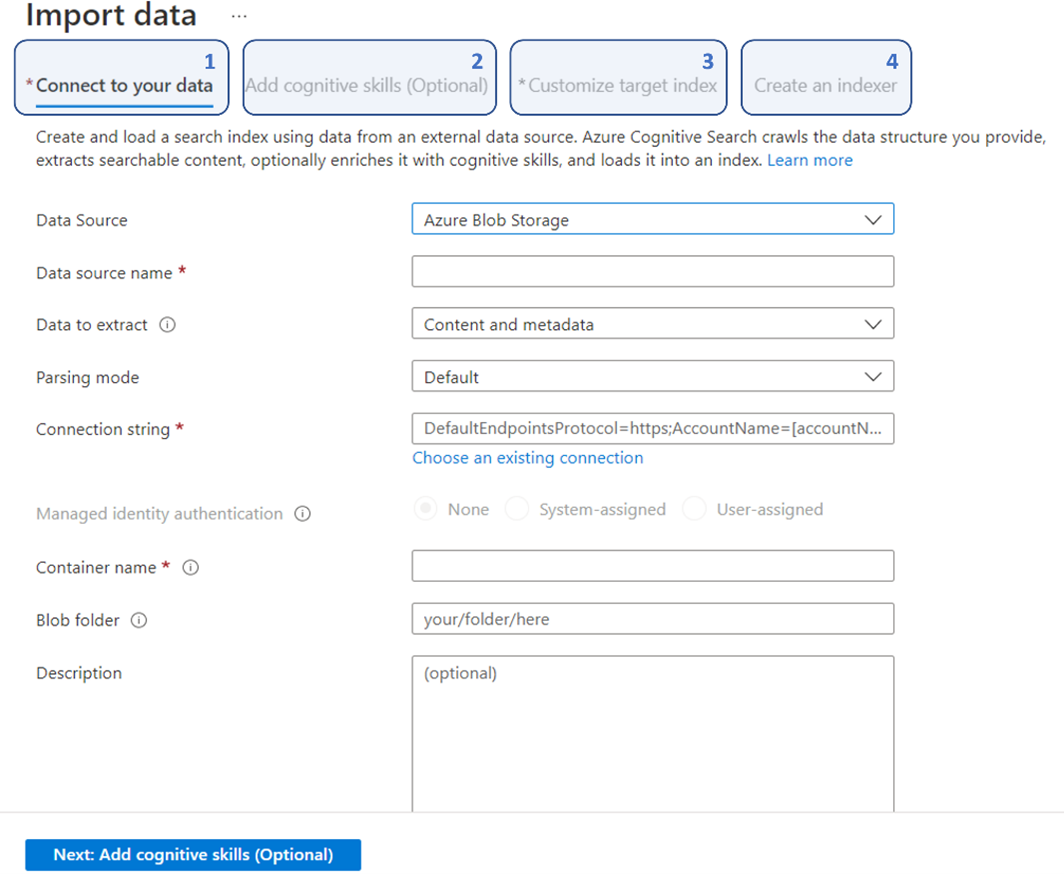 Import data ...
1
*Connect to your data
2
Add cognitive skills (Optional)
3
*Customize target index
4
Create an indexer
Create and load a search index using data from an external data source. Azure Cognitive Search crawls the data structure you provide,
extracts searchable content, optionally enriches it with cognitive skills, and loads it into an index. Learn more
Data Source
Azure Blob Storage
Data source name *
Data to extract
Content and metadata
Parsing mode
Default
Connection string *
DefaultEndpointsProtocol=https;AccountName=[accountN...
Choose an existing connection
Managed identity authentication
None System-assigned User-assigned
Container name *
Blob folder
your/folder/here
Description
(optional)
Next: Add cognitive skills (Optional)